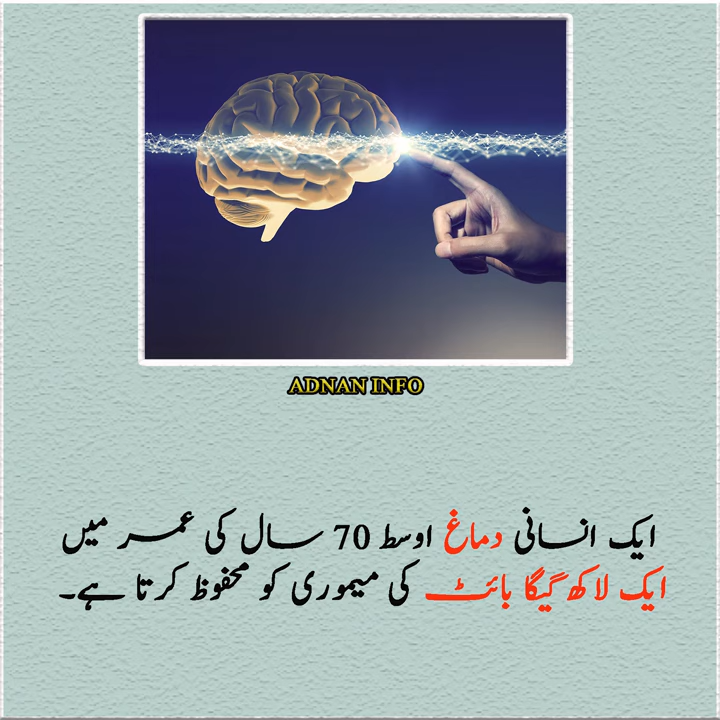 ADNAN INFO
ایک انسانی دماغ اوسط 70 سال کی عمر میں
ایک لاکھ گیگا بائٹ کی میموری کو محفوظ کرتا ہے۔